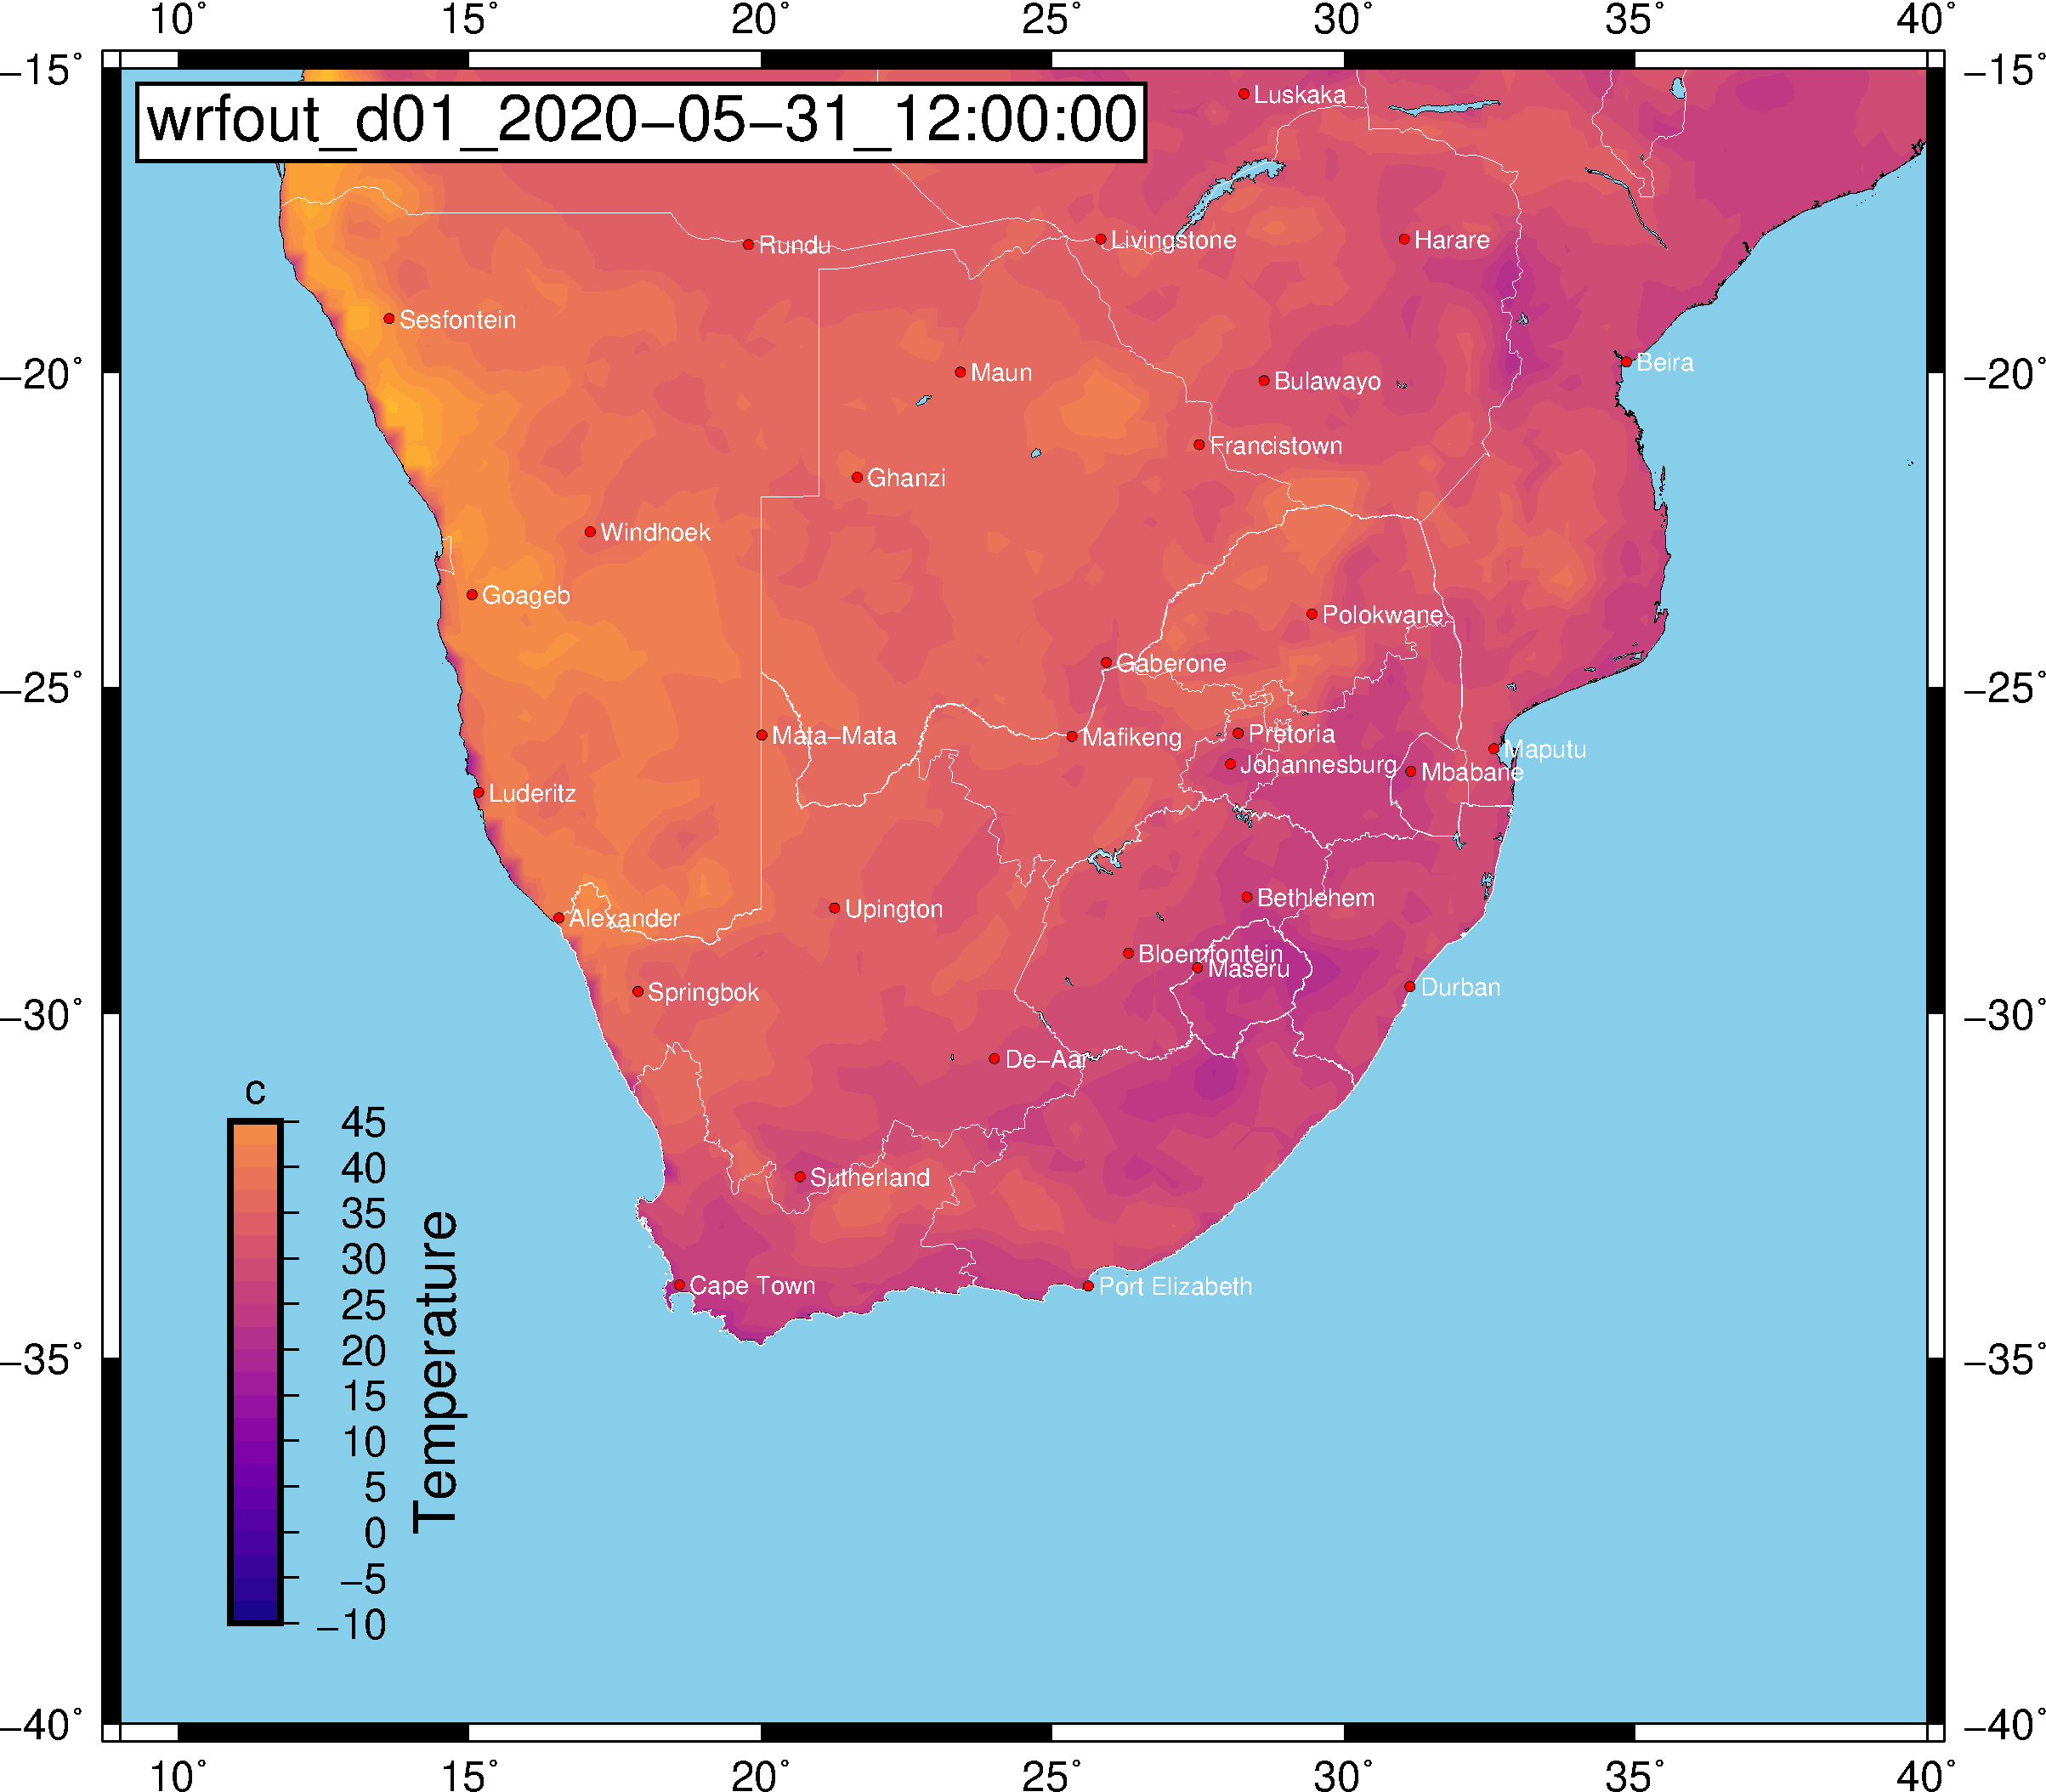 10° 15° 20° 25° 30° 35° 40°
−15° −15°
wrfout_d01_2020−05−31_12:00:00
Luskaka
Rundu
Livingstone
Harare
Sesfontein
Beira
−20° −20°
Maun
Bulawayo
Francistown
Ghanzi
Windhoek
Goageb
Polokwane
Gaberone
−25° −25°
Mata−Mata
Mafikeng
Pretoria
Maputu
Johannesburg
Mbabane
Luderitz
Bethlehem
Upington
Alexander
Bloemfontein
Maseru
Durban
Springbok
−30° −30°
De−Aar
Sutherland
Cape Town
Port Elizabeth
c
45
40
35
30
25
20
15
10
5
0
−5
−10
Temperature
−35° −35°
−40° −40°
10° 15° 20° 25° 30° 35° 40°